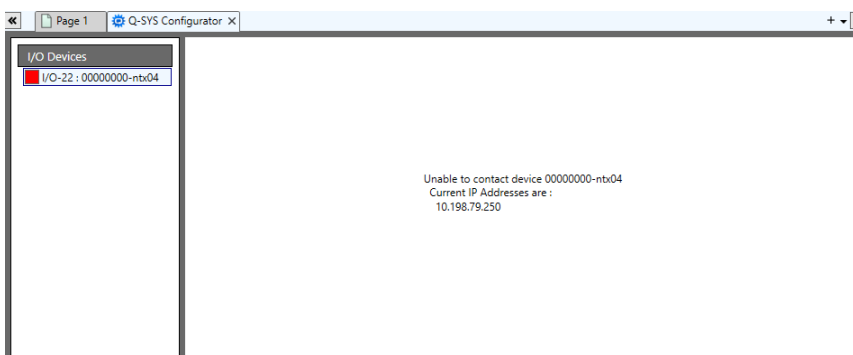 Page 1
Q-SYS Configurator
I/O Devices
I/O-22 : 00000000-ntx04
Unable to contact device 00000000-ntx04
Current IP Addresses are :
10.198.79.250